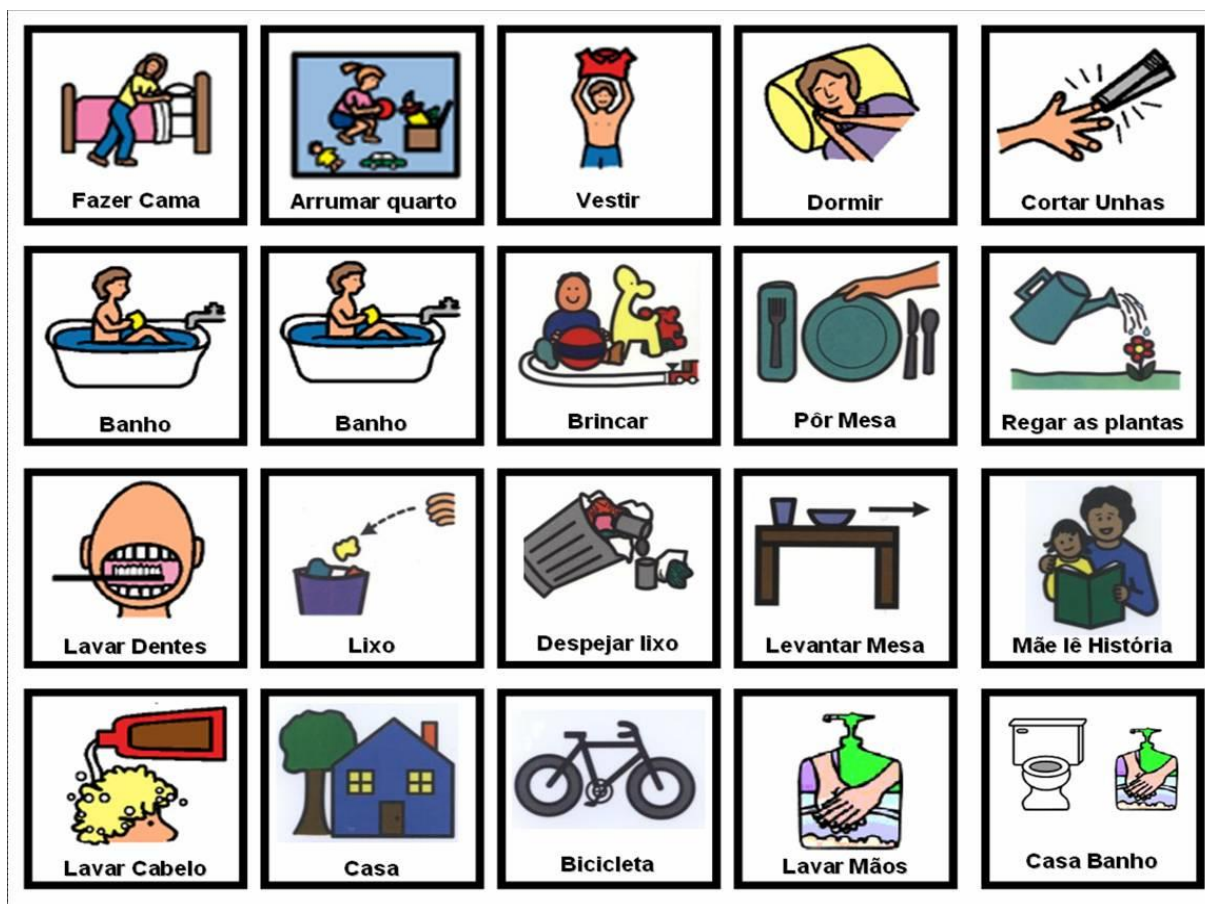 Fazer Cama
Arrumar quarto
Vestir
Dormir
Cortar Unhas
Banho
Banho
Brincar
Pôr Mesa
Regar as plantas
Lavar Dentes
Lixo
Despejar lixo
Levantar Mesa
Mãe lê História
Lavar Cabelo
Casa
Bicicleta
Lavar Mãos
Casa Banho